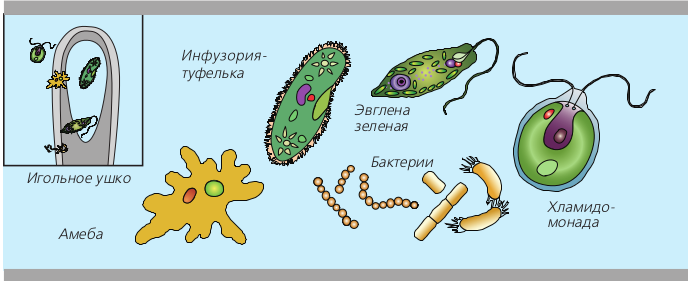 Инфузория-
туфелька
Эвглена
зеленая
Бактерии
Игольное ушко
Амеба
Хламидо-
монада